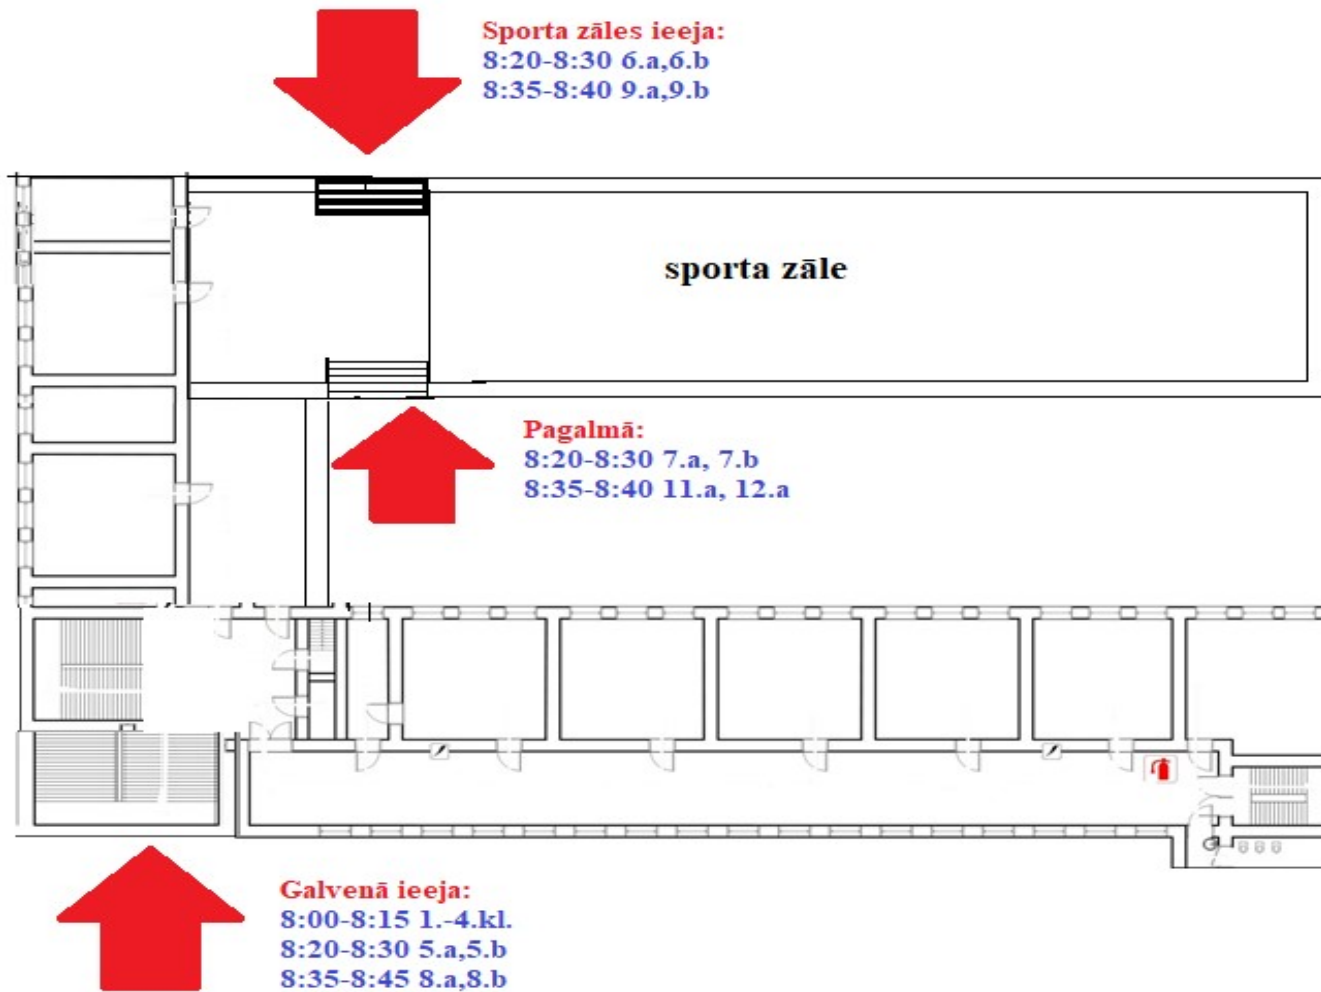 Sporta zāles ieeja:
8:20-8:30 6.a,6.b
8:35-8:40 9.a,9.b
sporta zāle
Pagalmā:
8:20-8:30 7.a, 7.b
8:35-8:40 11.a, 12.a
Galvenā ieeja:
8:00-8:15 1.-4.kl.
8:20-8:30 5.a,5.b
8:35-8:45 8.a,8.b